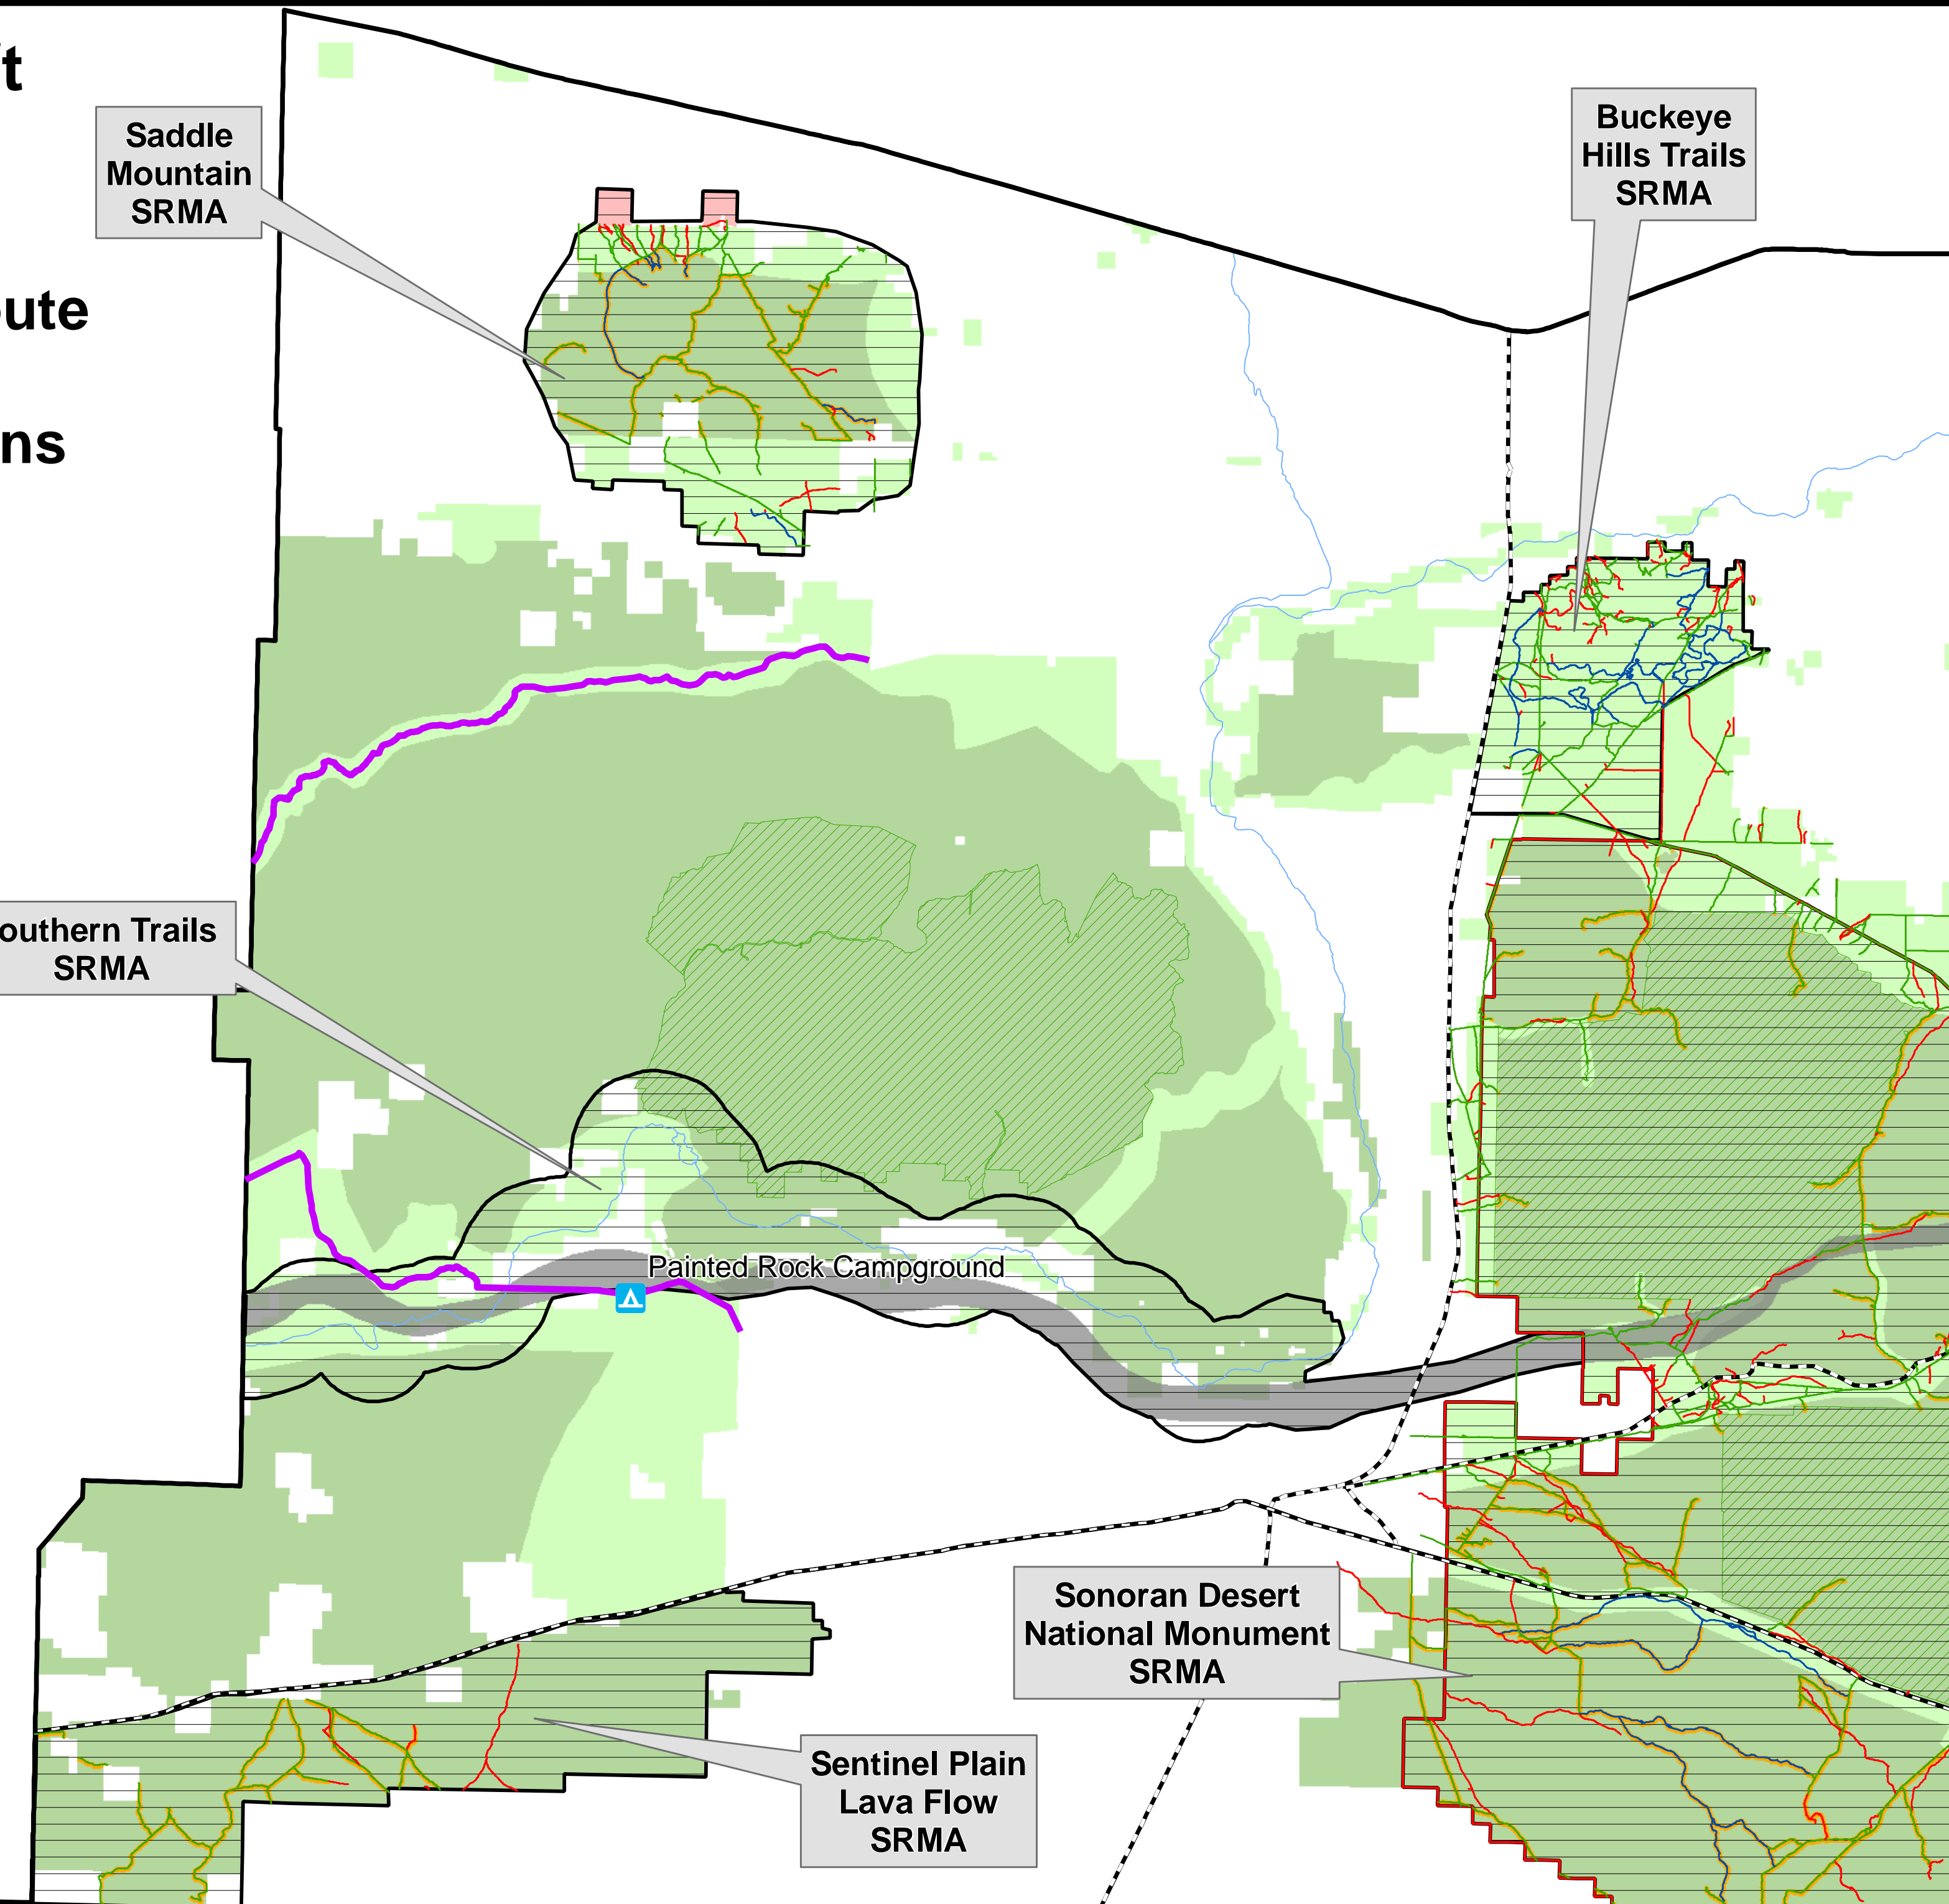 t
Saddle
Mountain
SRMA
Buckeye
Hills Trails
SRMA
ute
ns
outhern Trails
SRMA
Painted Rock Campground
Sonoran Desert
National Monument
SRMA
Sentinel Plain
Lava Flow
SRMA